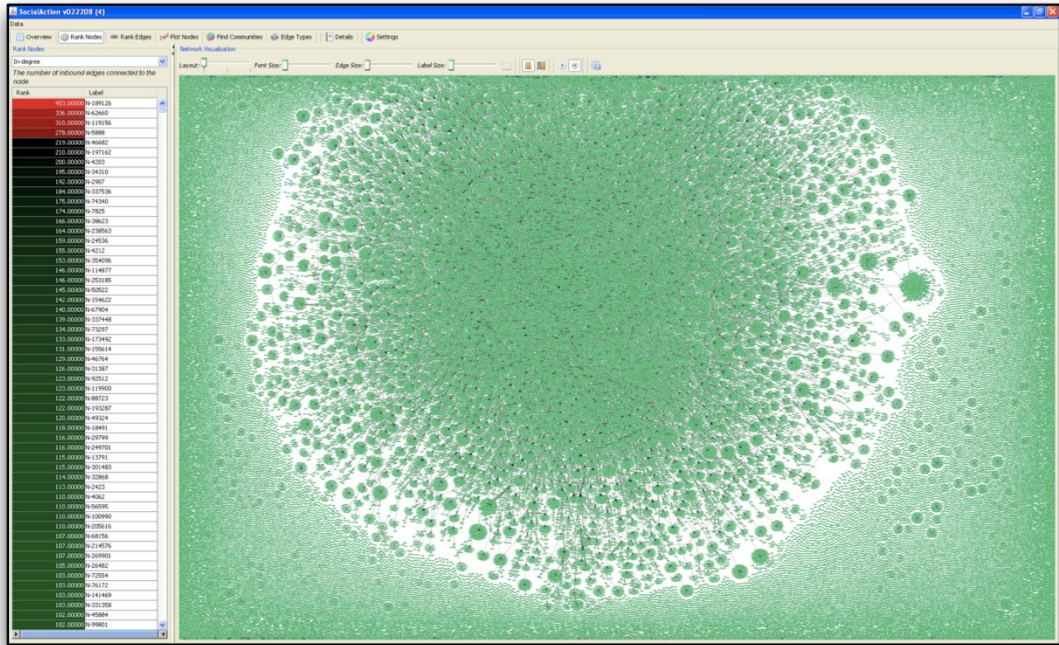 SocialAction v022208 (4)
Data
Overview Rank Nodes Rank Edges Plot Nodes Find Communities Edge Types Details Settings
Rank Nodes
In-degree
The number of inbound edges connected to the
node
Rank Label
453.00000 N-189126
336.00000 N-62660
310.00000 N-119156
278.00000 N-5888
219.00000 N-46682
210.00000 N-197162
200.00000 N-4203
195.00000 N-34310
192.00000 N-2907
184.00000 N-337536
175.00000 N-74340
174.00000 N-7825
166.00000 N-38623
164.00000 N-238563
159.00000 N-24536
155.00000 N-4212
153.00000 N-354096
146.00000 N-114877
146.00000 N-253185
145.00000 N-50522
142.00000 N-154622
140.00000 N-67904
139.00000 N-337448
134.00000 N-73297
133.00000 N-173492
131.00000 N-155614
129.00000 N-46764
126.00000 N-31387
123.00000 N-92512
123.00000 N-119900
122.00000 N-88723
122.00000 N-193287
120.00000 N-49324
118.00000 N-18491
116.00000 N-29799
116.00000 N-249701
115.00000 N-13791
115.00000 N-301483
114.00000 N-32868
113.00000 N-2423
110.00000 N-4062
110.00000 N-56595
110.00000 N-100990
110.00000 N-205616
107.00000 N-68156
107.00000 N-214576
107.00000 N-269901
105.00000 N-26482
103.00000 N-72554
103.00000 N-76172
103.00000 N-141469
103.00000 N-331358
102.00000 N-45884
102.00000 N-99801
Network Visualization
Layout: Font Size: Edge Size: Label Size: